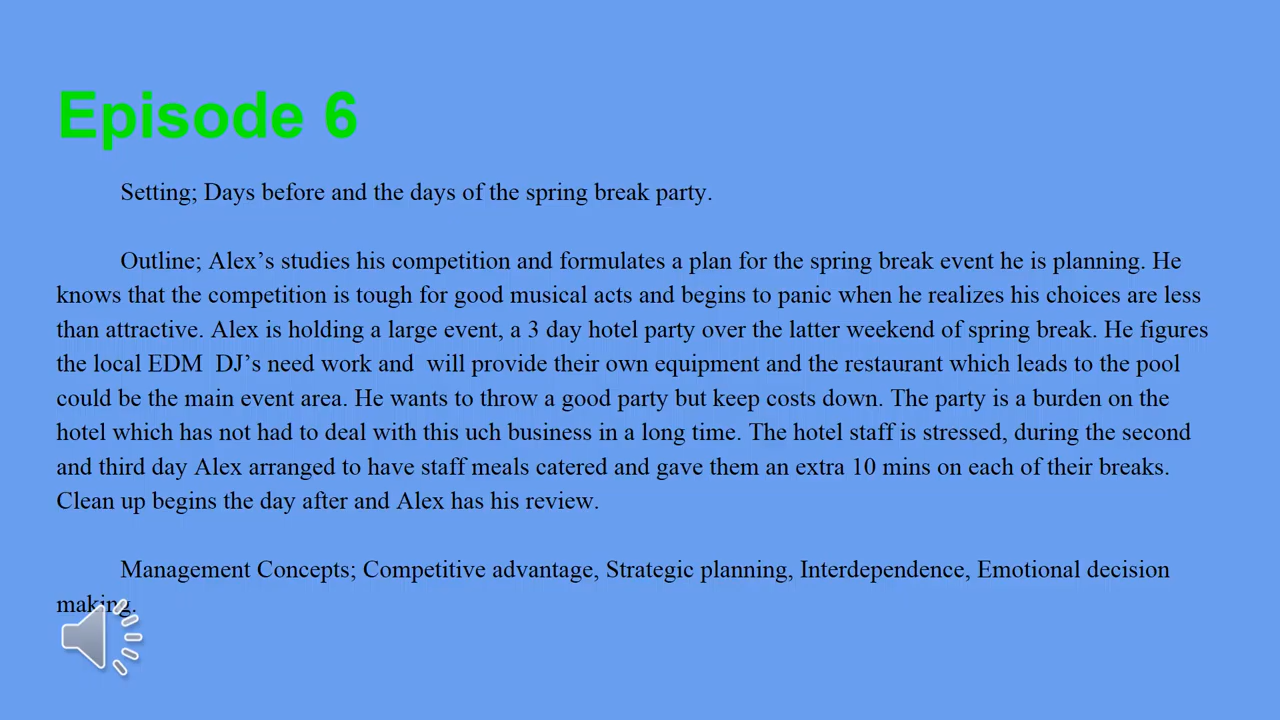 Episode 6
Setting; Days before and the days of the spring break party.
Outline; Alex’s studies his competition and formulates a plan for the spring break event he is planning. He
knows that the competition is tough for good musical acts and begins to panic when he realizes his choices are less
than attractive. Alex is holding a large event, a 3 day hotel party over the latter weekend of spring break. He figures
the local EDM  DJ’s need work and  will provide their own equipment and the restaurant which leads to the pool
could be the main event area. He wants to throw a good party but keep costs down. The party is a burden on the
hotel which has not had to deal with this uch business in a long time. The hotel staff is stressed, during the second
and third day Alex arranged to have staff meals catered and gave them an extra 10 mins on each of their breaks.
Clean up begins the day after and Alex has his review.
Management Concepts; Competitive advantage, Strategic planning, Interdependence, Emotional decision
making.